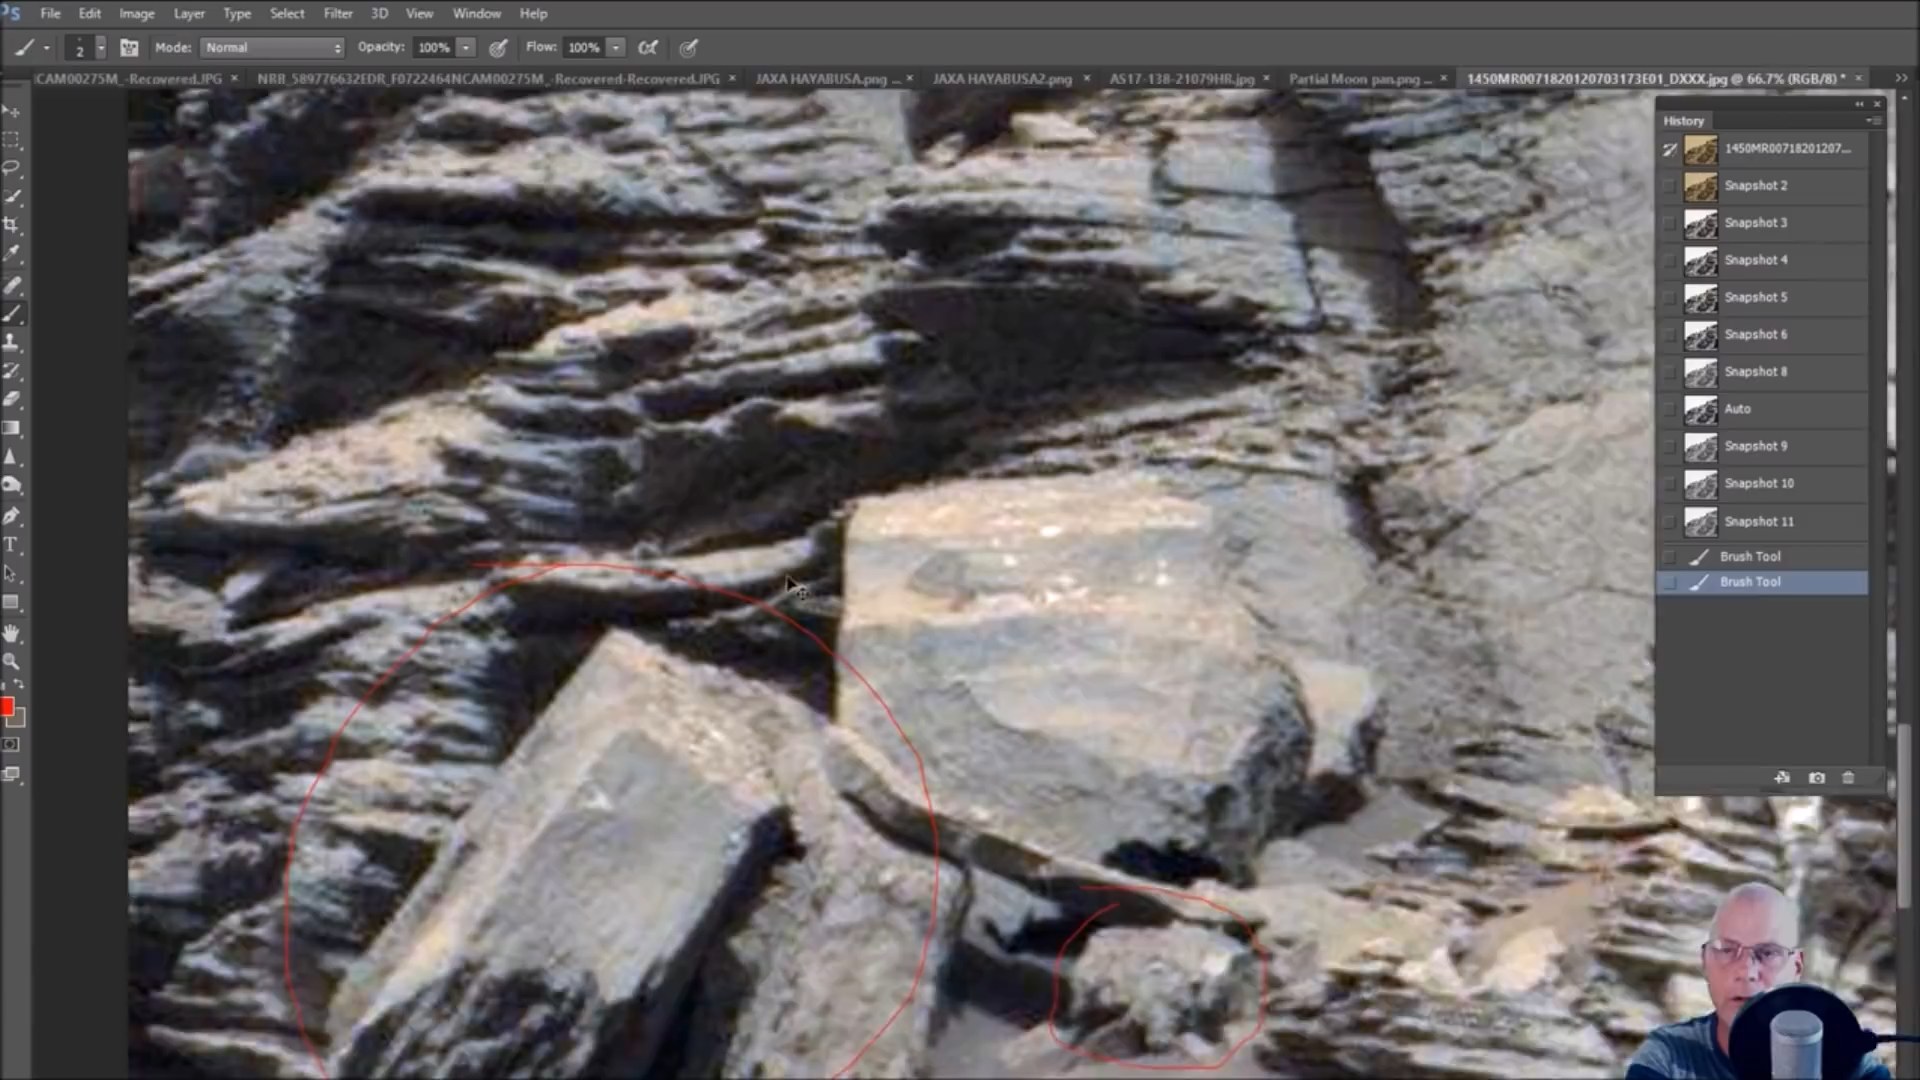 Ps File Edit Image Layer Type Select Filter 3D View Window Help
2 Mode: Normal Opacity: 100% Flow: 100%
CAM00275M_-Recovered.JPG × NRB_589776632EDR_F0722464NCAM00275M_-Recovered-Recovered.JPG × JAXA HAYABUSA.png ... × JAXA HAYABUSA2.png × AS17-138-21079HR.jpg × Partial Moon pan.png ... × 1450MR0071820120703173E01_DXXX.jpg @ 66.7% (RGB/8) * ×
History
1450MR00718201207...
Snapshot 2
Snapshot 3
Snapshot 4
Snapshot 5
Snapshot 6
Snapshot 8
Auto
Snapshot 9
Snapshot 10
Snapshot 11
Brush Tool
Brush Tool